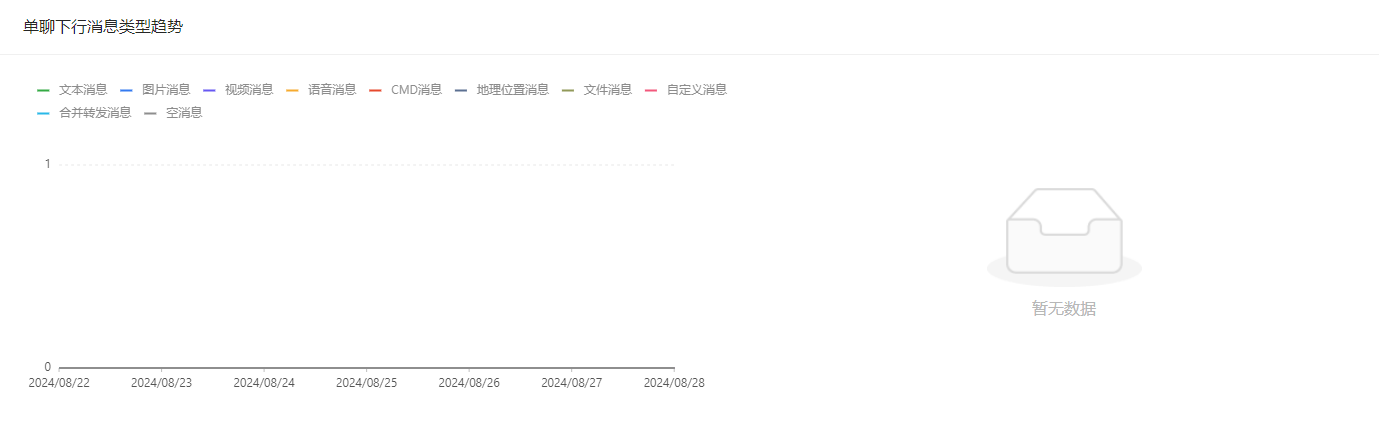 单聊下行消息类型趋势
文本消息 图片消息 视频消息 语音消息 CMD消息 地理位置消息 文件消息 自定义消息
合并转发消息 空消息
1
0
2024/08/22 2024/08/23 2024/08/24 2024/08/25 2024/08/26 2024/08/27 2024/08/28
暂无数据